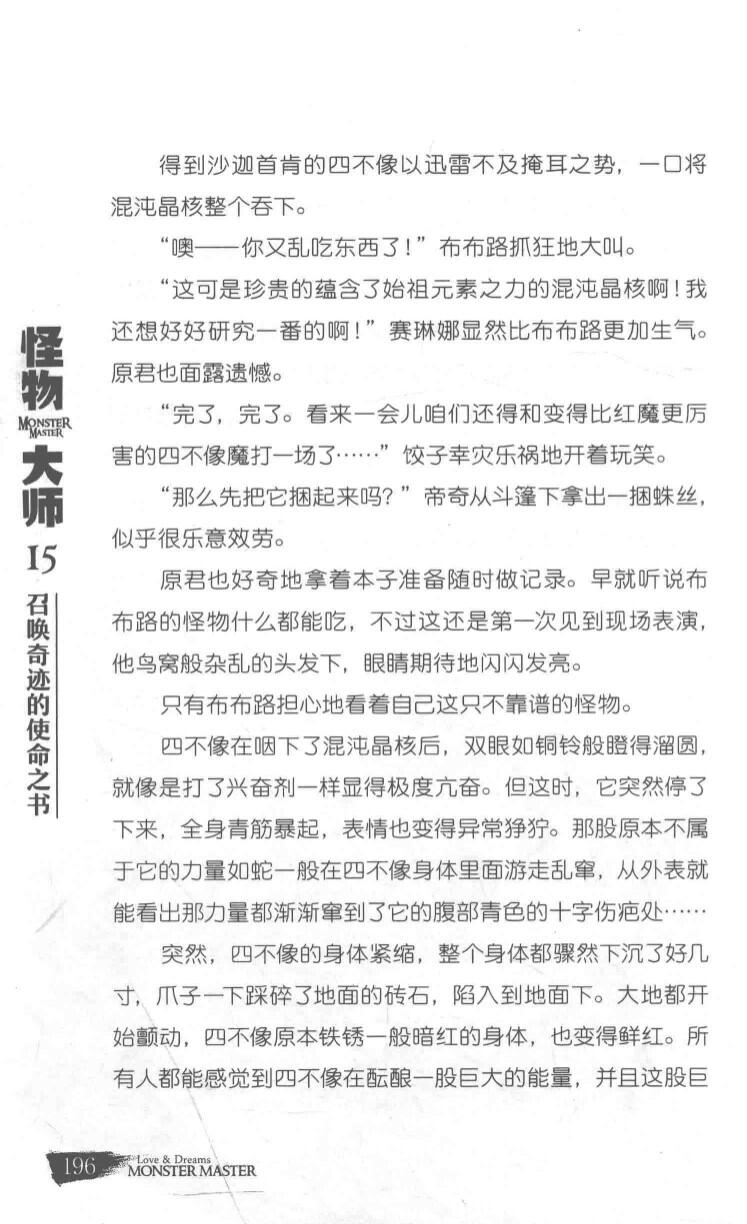 得到沙迦首肯的四不像以迅雷不及掩耳之势，一口将
混沌晶核整个吞下。
“噢——你又乱吃东西了！”布布路抓狂地大叫。
“这可是珍贵的蕴含了始祖元素之力的混沌晶核啊！我
还想好好研究一番的啊！”赛琳娜显然比布布路更加生气。
原君也面露遗憾。
“完了，完了。看来一会儿咱们还得和变得比红魔更厉
害的四不像魔打一场了……”饺子幸灾乐祸地开着玩笑。
“那么先把它捆起来吗？”帝奇从斗篷下拿出一捆蛛丝，
似乎很乐意效劳。
原君也好奇地拿着本子准备随时做记录。早就听说布
布路的怪物什么都能吃，不过这还是第一次见到现场表演，
他鸟窝般杂乱的头发下，眼睛期待地闪闪发亮。
只有布布路担心地看着自己这只不靠谱的怪物。
四不像在咽下了混沌晶核后，双眼如铜铃般瞪得溜圆，
就像是打了兴奋剂一样显得极度亢奋。但这时，它突然停了
下来，全身青筋暴起，表情也变得异常狰狞。那股原本不属
于它的力量如蛇一般在四不像身体里面游走乱窜，从外表就
能看出那力量都渐渐窜到了它的腹部青色的十字伤疤处……
突然，四不像的身体紧缩，整个身体都骤然下沉了好几
寸，爪子一下踩碎了地面的砖石，陷入到地面下。大地都开
始颤动，四不像原本铁锈一般暗红的身体，也变得鲜红。所
有人都能感觉到四不像在酝酿一股巨大的能量，并且这股巨
怪物
MONSTER
MASTER
大师
15
召唤奇迹的使命之书
196
Love & Dreams
MONSTER MASTER